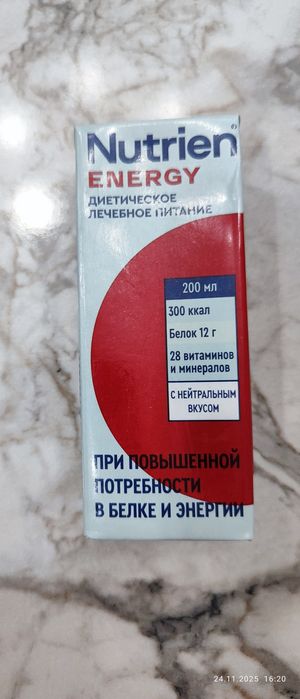 Nutrien®
ENERGY
ДИЕТИЧЕСКОЕ
ЛЕЧЕБНОЕ ПИТАНИЕ
200 мл
300 ккал
Белок 12 г
28 витаминов
и минералов
С НЕЙТРАЛЬНЫМ
ВКУСОМ
ПРИ ПОВЫШЕННОЙ
ПОТРЕБНОСТИ
В БЕЛКЕ И ЭНЕРГИИ
24.11.2025 16:20